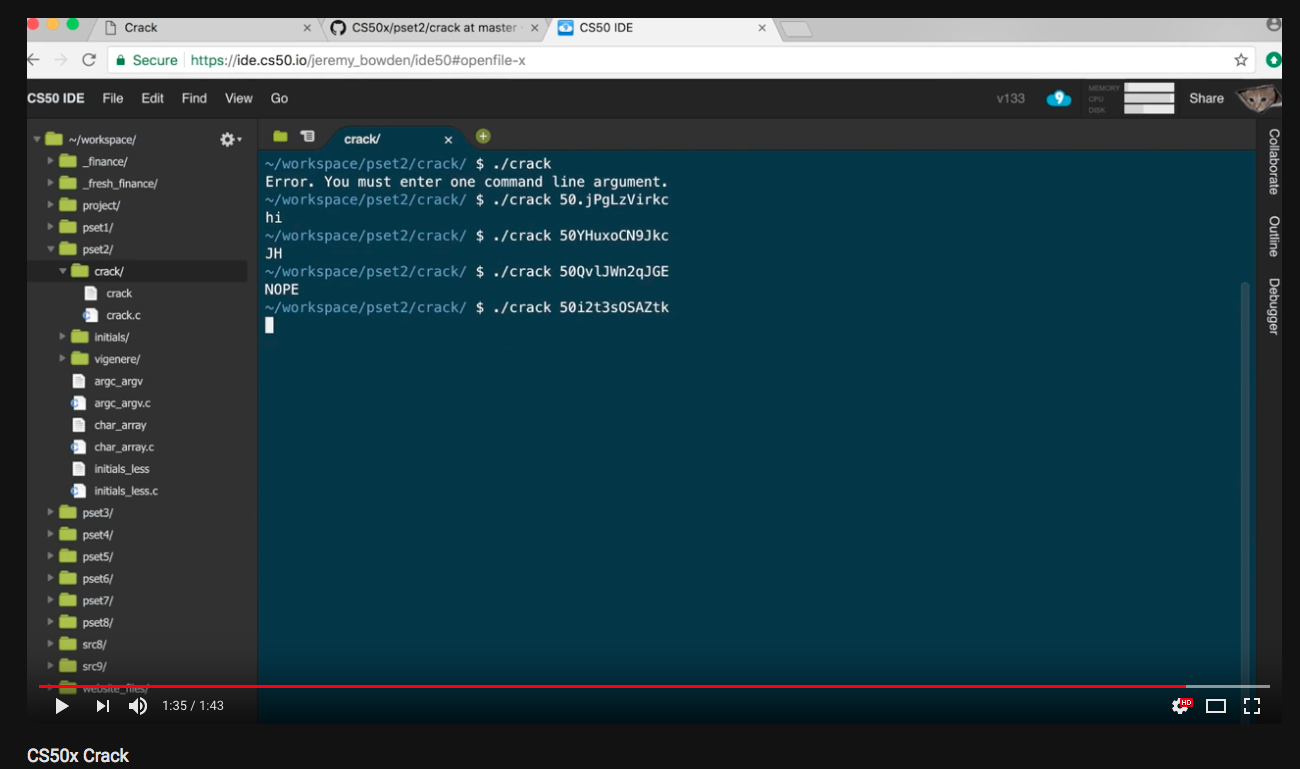 Crack
CS50x/pset2/crack at master
CS50 IDE
Secure
https://ide.cs50.io/jeremy_bowden/ide50#openfile-x
CS50 IDE File Edit Find View Go
v133
9
MEMORY
CPU
DISK
Share
~/workspace/
_finance/
_fresh_finance/
project/
pset1/
pset2/
crack/
crack
crack.c
initials/
vigenere/
argc_argv
argc_argv.c
char_array
char_array.c
initials_less
initials_less.c
pset3/
pset4/
pset5/
pset6/
pset7/
pset8/
src8/
src9/
website_files/
crack/
~/workspace/pset2/crack/ $ ./crack
Error. You must enter one command line argument.
~/workspace/pset2/crack/ $ ./crack 50.jPgLzVirkc
hi
~/workspace/pset2/crack/ $ ./crack 50YHuxoCN9Jkc
JH
~/workspace/pset2/crack/ $ ./crack 50QvlJWn2qJGE
NOPE
~/workspace/pset2/crack/ $ ./crack 50i2t3sOSAZtk
Collaborate
Outline
Debugger
1:35 / 1:43
HD
CS50x Crack